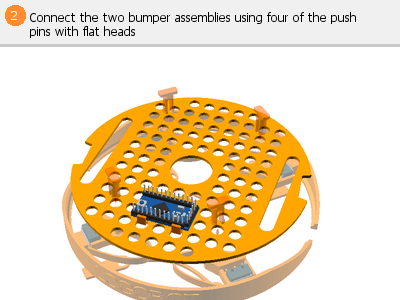 2 Connect the two bumper assemblies using four of the push
pins with flat heads